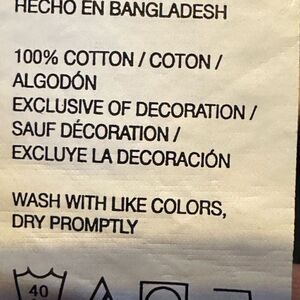 HECHO EN BANGLADESH
100% COTTON / COTON /
ALGODÓN
EXCLUSIVE OF DECORATION /
SAUF DÉCORATION /
EXCLUYE LA DECORACIÓN
WASH WITH LIKE COLORS,
DRY PROMPTLY
40